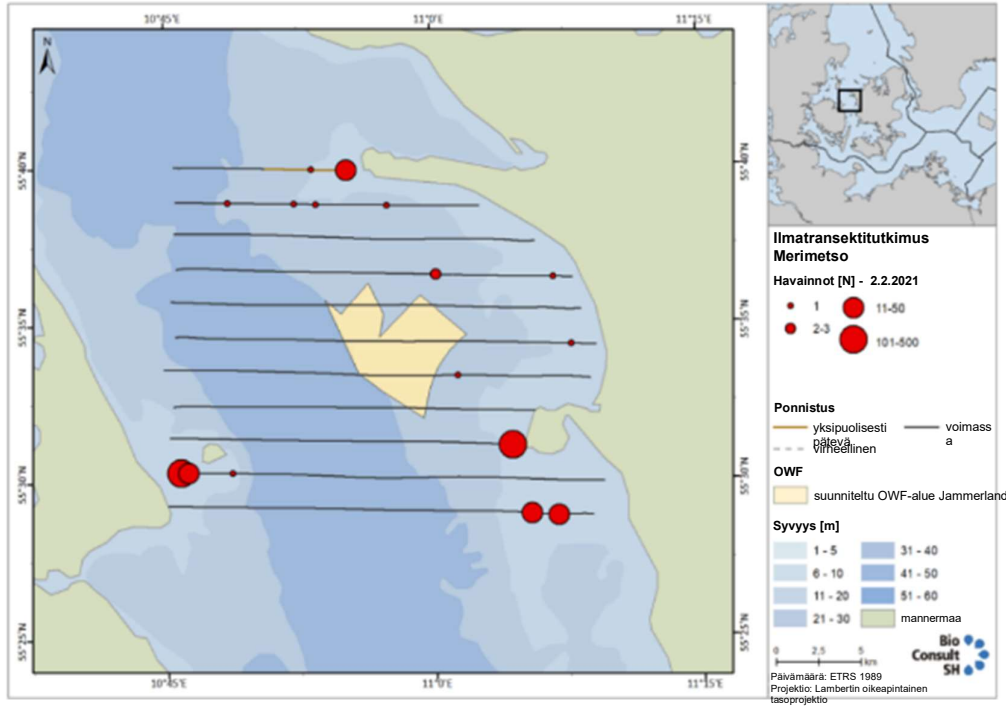 10°45'E
11°0'E
11°15'E
N
55°40'N
55°40'N
55°35'N
55°35'N
55°30'N
55°30'N
55°25'N
55°25'N
10°45'E
11°0'E
11°15'E
Ilmatransektitutkimus
Merimetso
Havainnot [N] - 2.2.2021
1
11-50
2-3
101-500
Ponnistus
yksipuolisesti
pätevä
voimass
a
virheellinen
OWF
suunniteltu OWF-alue Jammerland
Syvyys [m]
1 - 5
31 - 40
6 - 10
41 - 50
11 - 20
51 - 60
21 - 30
mannermaa
0
2,5
5
km
Bio
Consult
SH
Päivämäärä: ETRS 1989
Projektio: Lambertin oikeapintainen
tasoprojektio